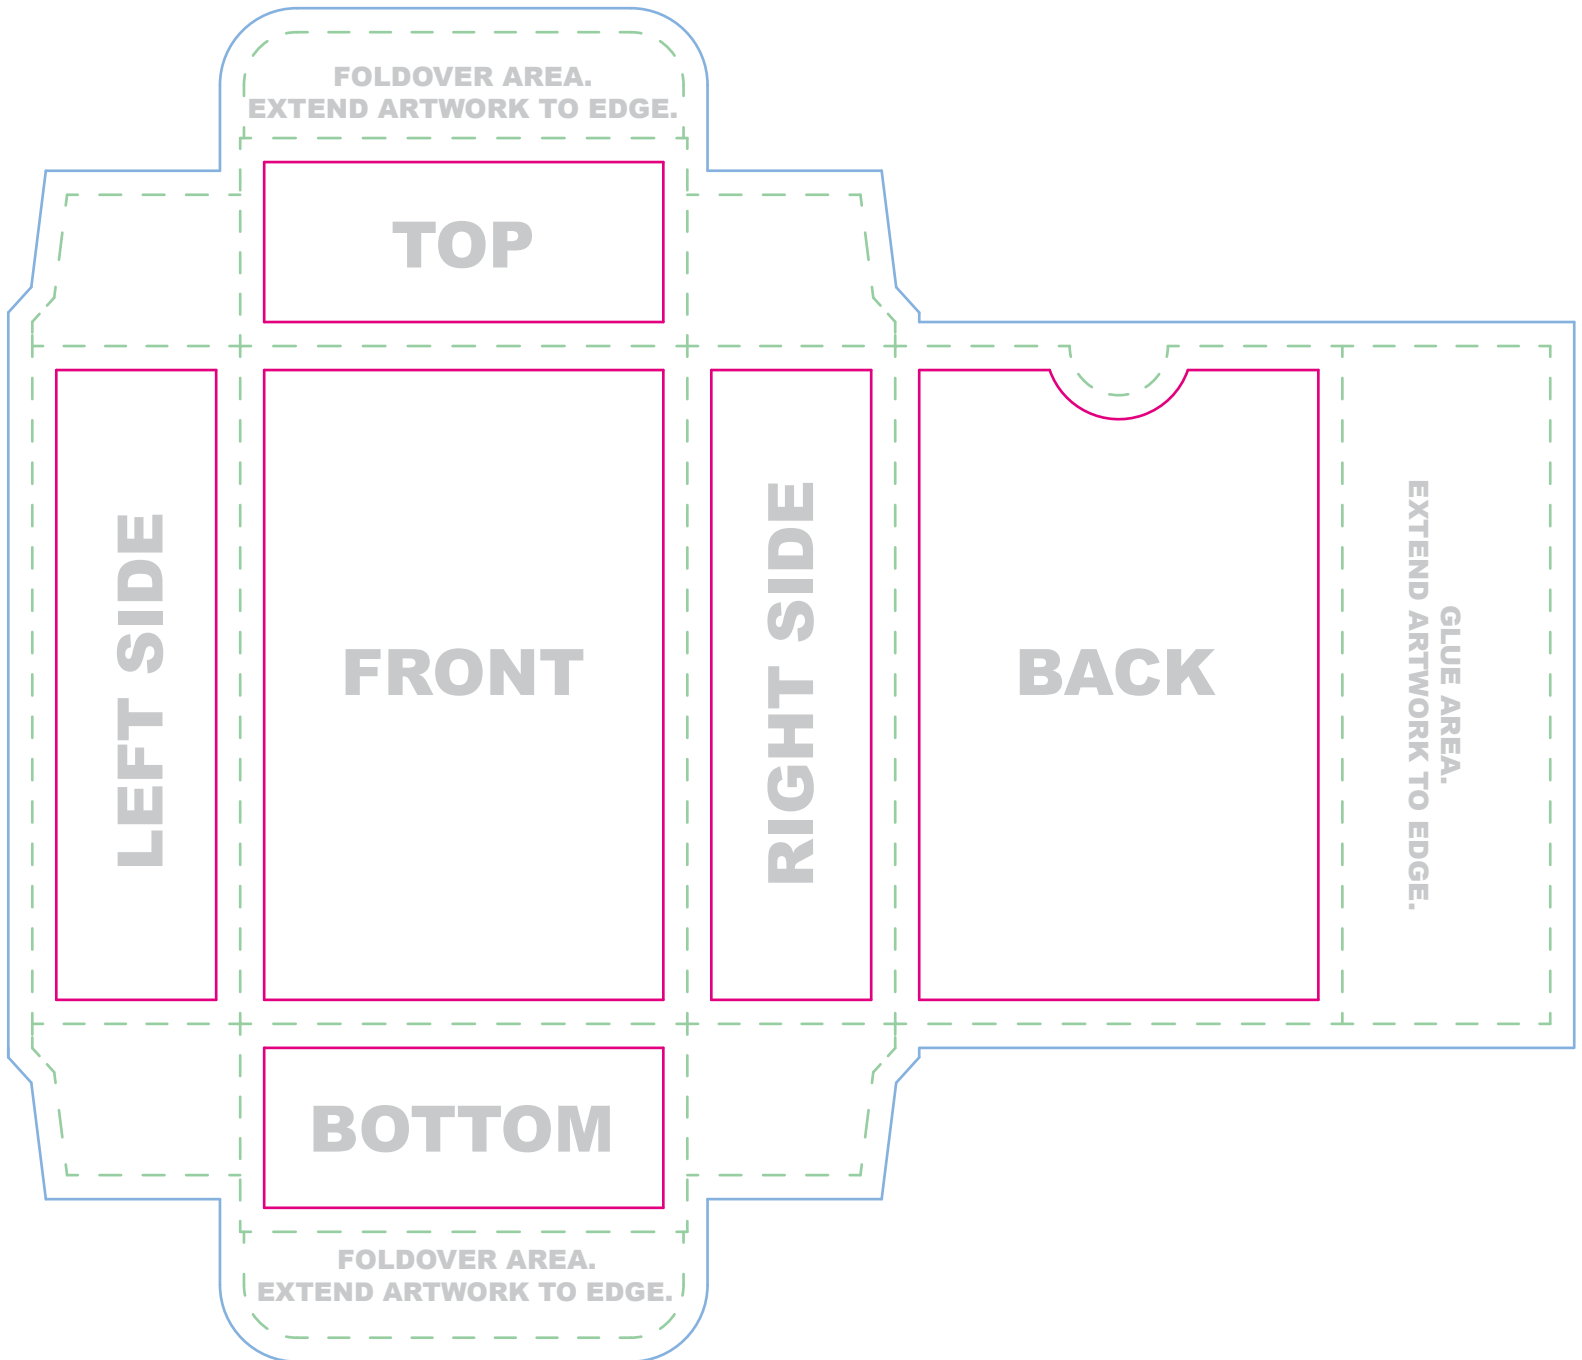 FOLDOVER AREA.
EXTEND ARTWORK TO EDGE.
TOP
LEFT SIDE
FRONT
RIGHT SIDE
BACK
GLUE AREA.
EXTEND ARTWORK TO EDGE.
BOTTOM
FOLDOVER AREA.
EXTEND ARTWORK TO EDGE.